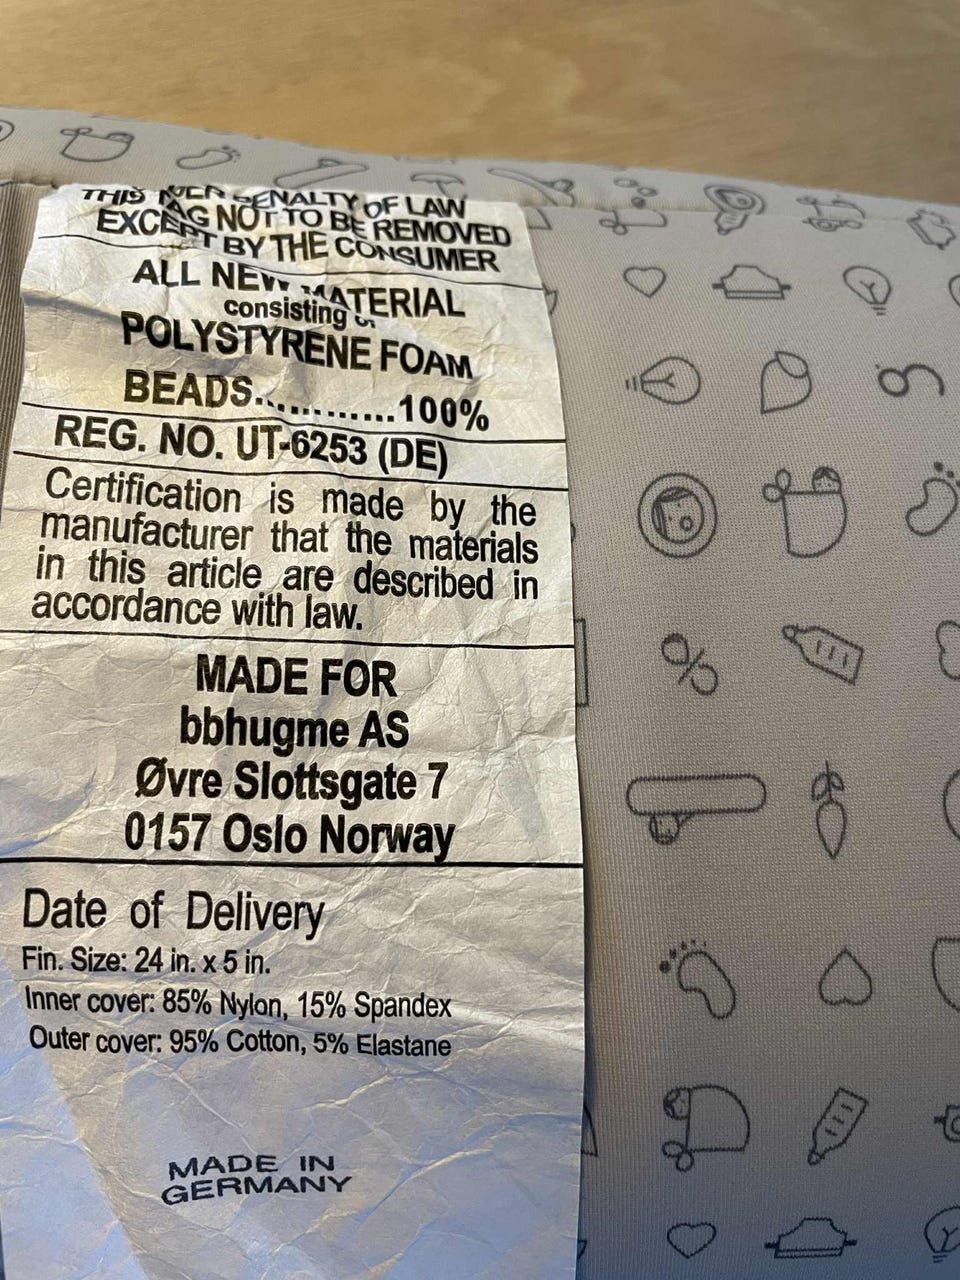 THIS TAG NOT TO BE REMOVED
UNDER PENALTY OF LAW
EXCEPT BY THE CONSUMER
ALL NEW MATERIAL
consisting of
POLYSTYRENE FOAM
BEADS.............100%
REG. NO. UT-6253 (DE)
Certification is made by the
manufacturer that the materials
in this article are described in
accordance with law.
MADE FOR
bbhugme AS
Øvre Slottsgate 7
0157 Oslo Norway
Date of Delivery
Fin. Size: 24 in. x 5 in.
Inner cover: 85% Nylon, 15% Spandex
Outer cover: 95% Cotton, 5% Elastane
MADE IN
GERMANY